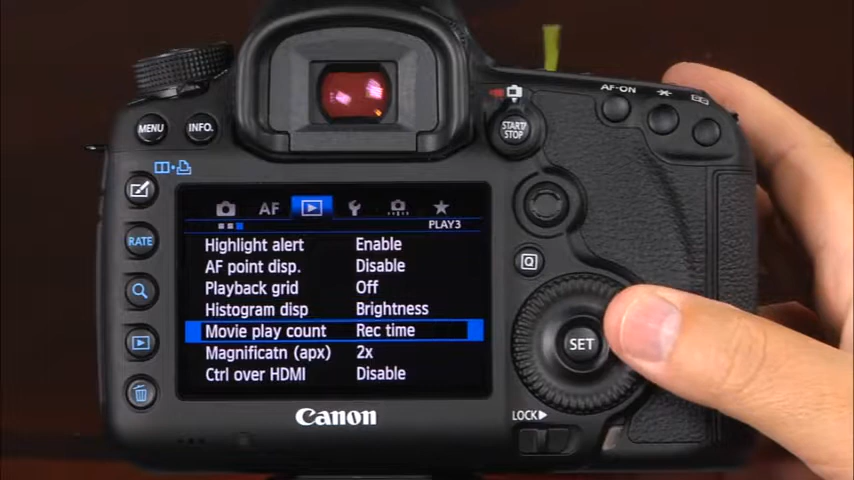 AF-ON
MENU
INFO.
START/
STOP
RATE
AF
PLAY3
Highlight alert Enable
AF point disp. Disable
Playback grid Off
Histogram disp Brightness
Movie play count Rec time
Magnificatn (apx) 2x
Ctrl over HDMI Disable
Q
SET
Canon
LOCK